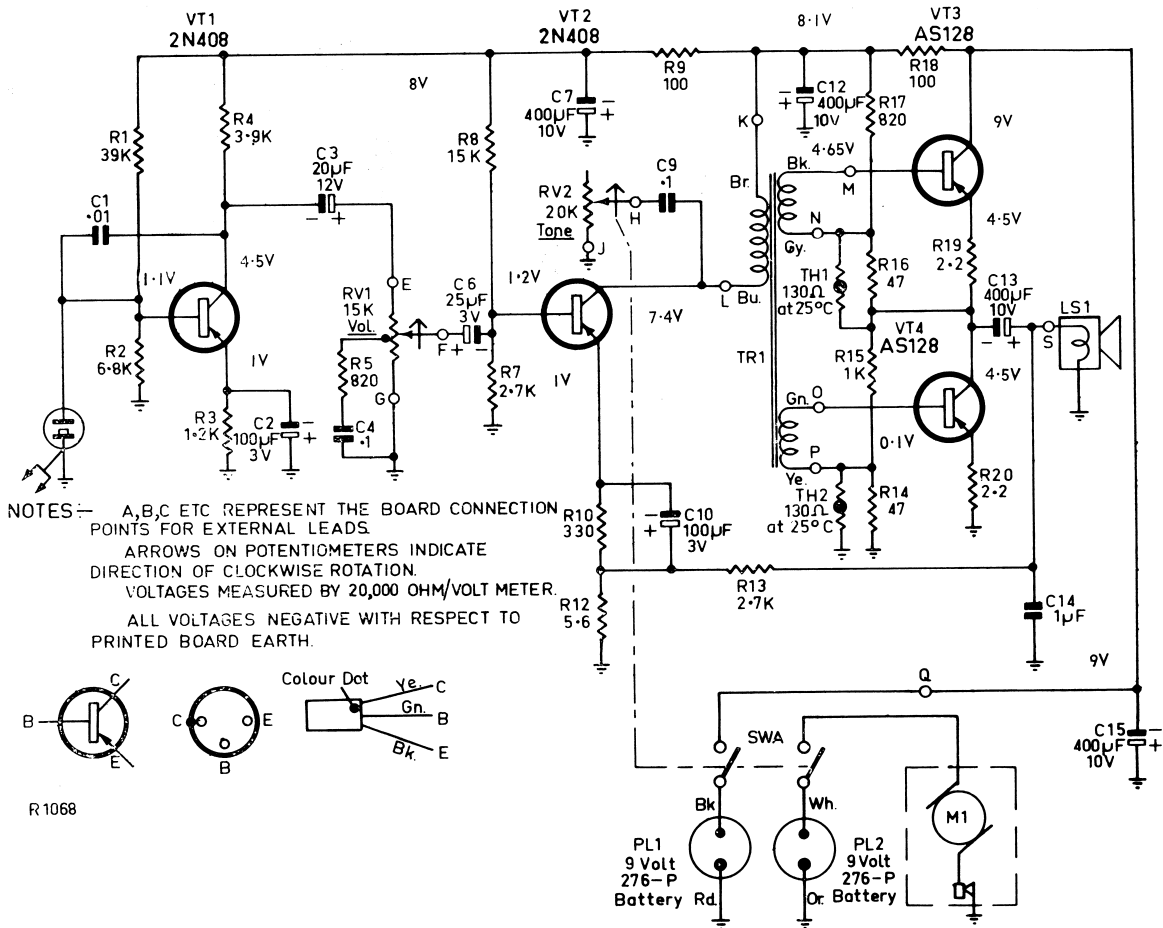 VT1
2N408
VT2
2N408
8·1V
VT3
AS128
R9
100
R18
100
8V
C7
400µF
10V
C12
400µF
10V
R17
820
R1
39K
R4
3·9K
R8
15K
K
9V
C3
20µF
12V
C9
·1
4·65V
Bk.
M
Br.
RV2
20K
Tone
H
J
C1
·01
N
Gy.
4·5V
R19
2·2
R16
47
TH1
130Ω
at 25°C
C13
400µF
10V
LS1
1·1V
4·5V
E
RV1
15K
Vol.
C6
25µF
3V
F
1·2V
L
Bu.
7·4V
TR1
VT4
AS128
S
R2
6·8K
1V
R5
820
G
R7
2·7K
1V
R15
1K
4·5V
Gn.
O
R3
1·2K
C2
100µF
3V
C4
·1
0·1V
P
Ye.
R20
2·2
TH2
130Ω
at 25°C
R14
47
NOTES:— A,B,C ETC REPRESENT THE BOARD CONNECTION
POINTS FOR EXTERNAL LEADS.
ARROWS ON POTENTIOMETERS INDICATE
DIRECTION OF CLOCKWISE ROTATION.
VOLTAGES MEASURED BY 20,000 OHM/VOLT METER.
ALL VOLTAGES NEGATIVE WITH RESPECT TO
PRINTED BOARD EARTH.
R10
330
C10
100µF
3V
R13
2·7K
R12
5·6
C14
1µF
9V
Colour Dot
Ye. C
Gn. B
Bk. E
C
B
E
C
E
B
Q
SWA
C15
400µF
10V
R1068
Bk
Wh.
M1
PL1
9 Volt
276-P
Battery
Rd.
PL2
9 Volt
276-P
Battery
Or.